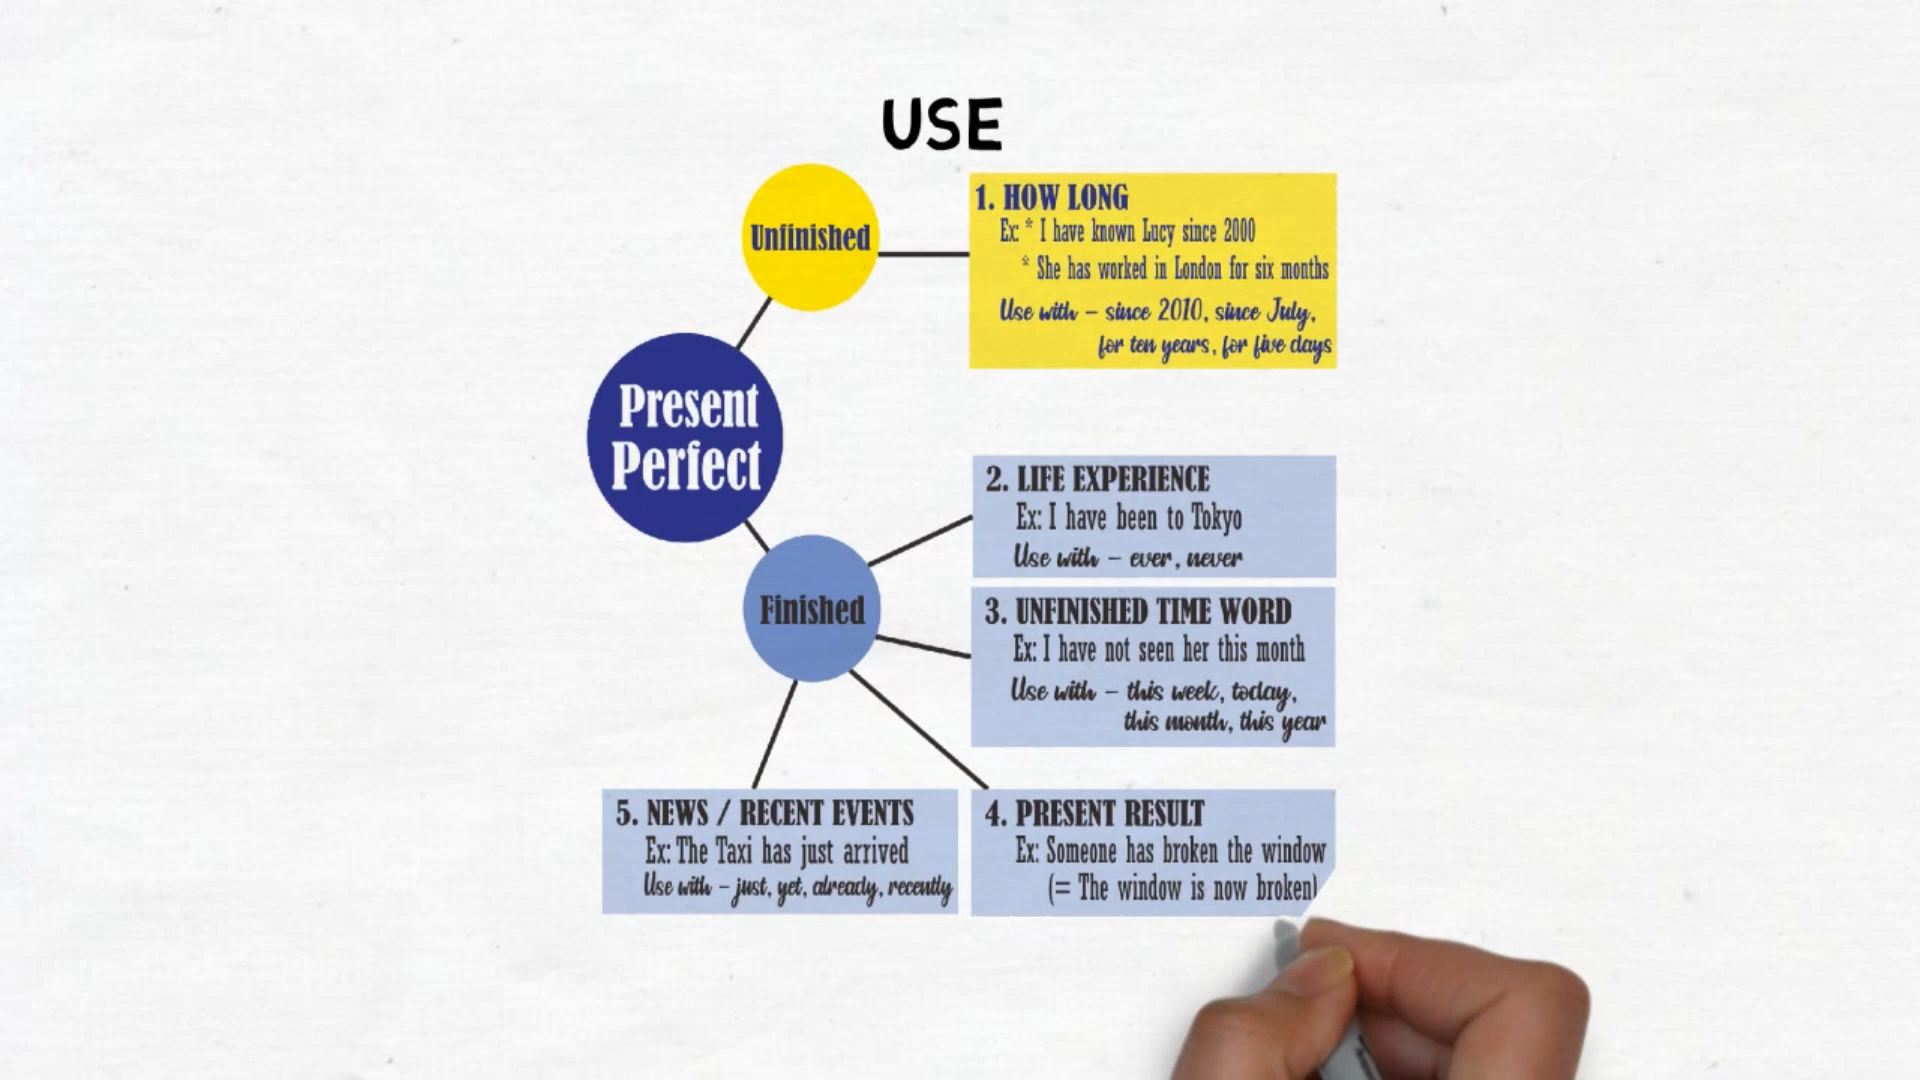 USE
Unfinished
1. HOW LONG
Ex: * I have known Lucy since 2000
* She has worked in London for six months
Use with – since 2010, since July,
for ten years, for five days
Present
Perfect
2. LIFE EXPERIENCE
Ex: I have been to Tokyo
Use with – ever, never
Finished
3. UNFINISHED TIME WORD
Ex: I have not seen her this month
Use with – this week, today,
this month, this year
5. NEWS / RECENT EVENTS
Ex: The Taxi has just arrived
Use with – just, yet, already, recently
4. PRESENT RESULT
Ex: Someone has broken the window
(= The window is now broken)